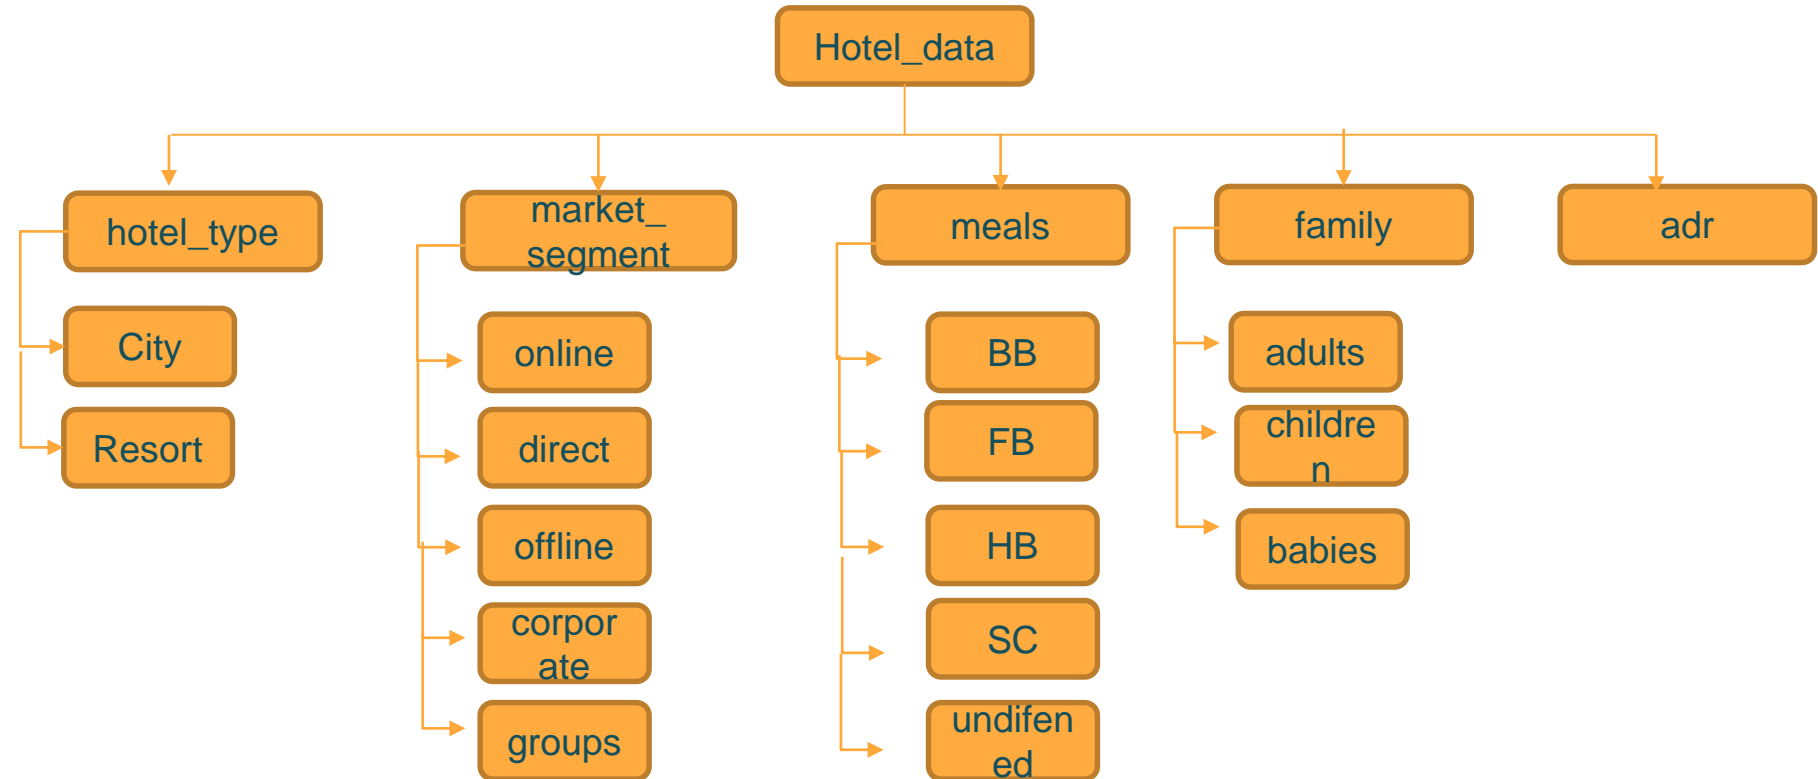 Hotel_data
hotel_type
market_
segment
meals
family
adr
City
Resort
online
direct
offline
corpor
ate
groups
BB
FB
HB
SC
undifen
ed
adults
childre
n
babies